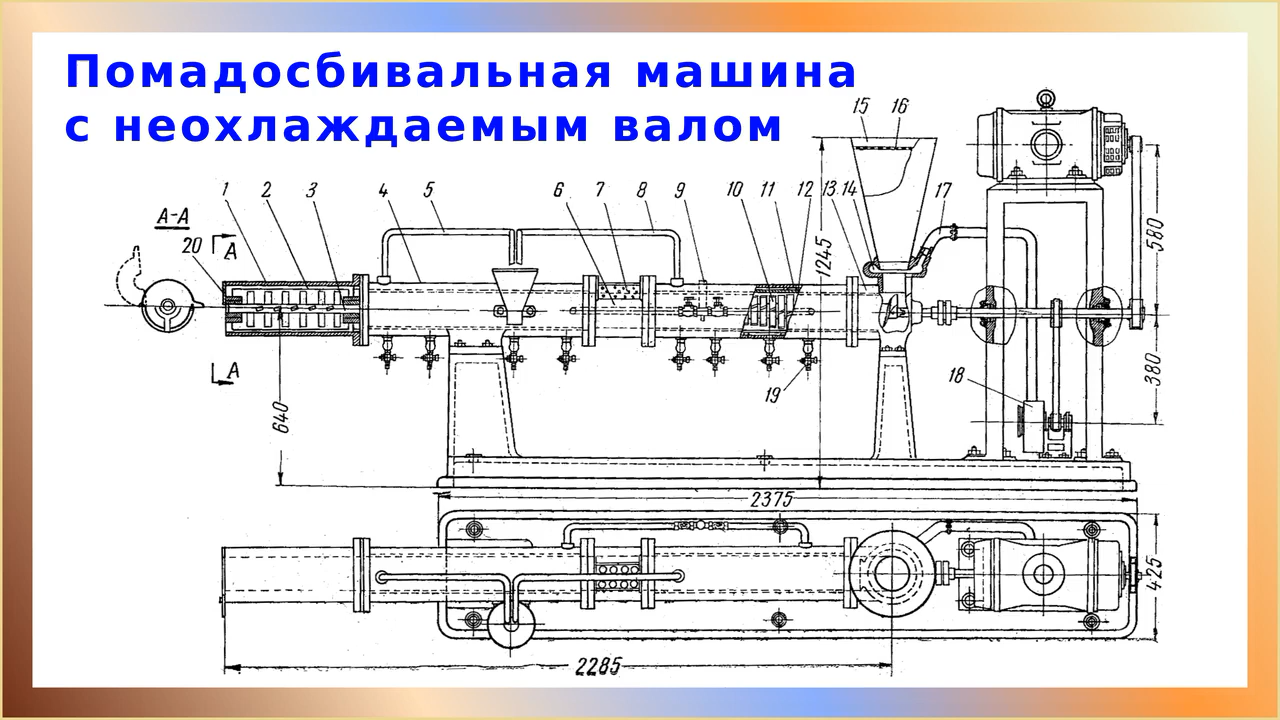 Помадосбивальная машина
с неохлаждаемым валом
15 16
1 2 3 4 5 6 7 8 9 10 11 12 13 14 17
А-А
20 А
1245
580
А
640
19
18
380
2375
425
2285